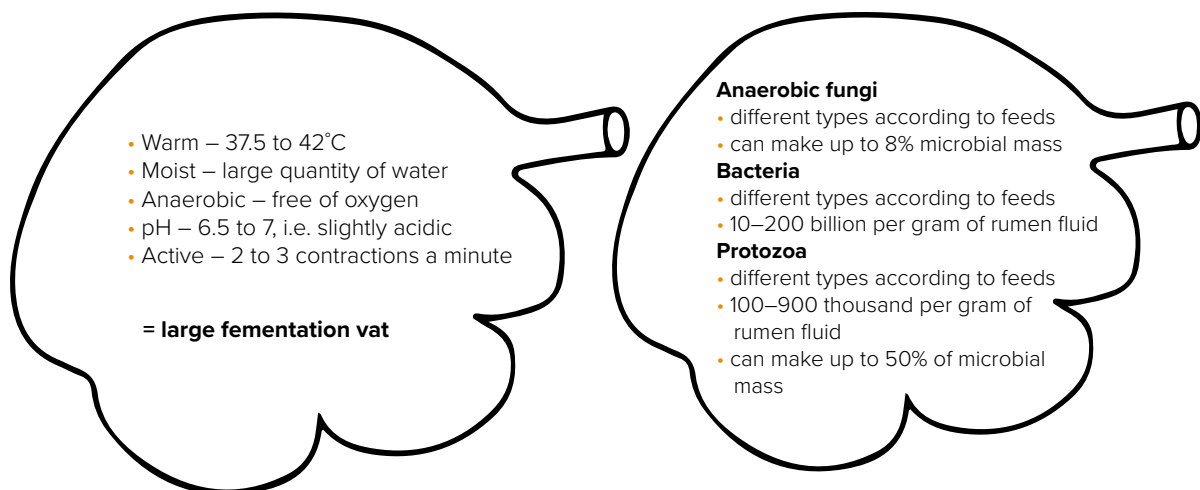 • Warm – 37.5 to 42˚C
• Moist – large quantity of water
• Anaerobic – free of oxygen
• pH – 6.5 to 7, i.e. slightly acidic
• Active – 2 to 3 contractions a minute
= large fementation vat
Anaerobic fungi
• different types according to feeds
• can make up to 8% microbial mass
Bacteria
• different types according to feeds
• 10–200 billion per gram of rumen fluid
Protozoa
• different types according to feeds
• 100–900 thousand per gram of
rumen fluid
• can make up to 50% of microbial
mass